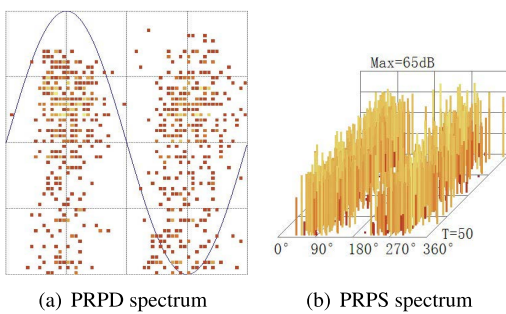 Max=65dB
T=50
0° 90° 180° 270° 360°
(a) PRPD spectrum
(b) PRPS spectrum